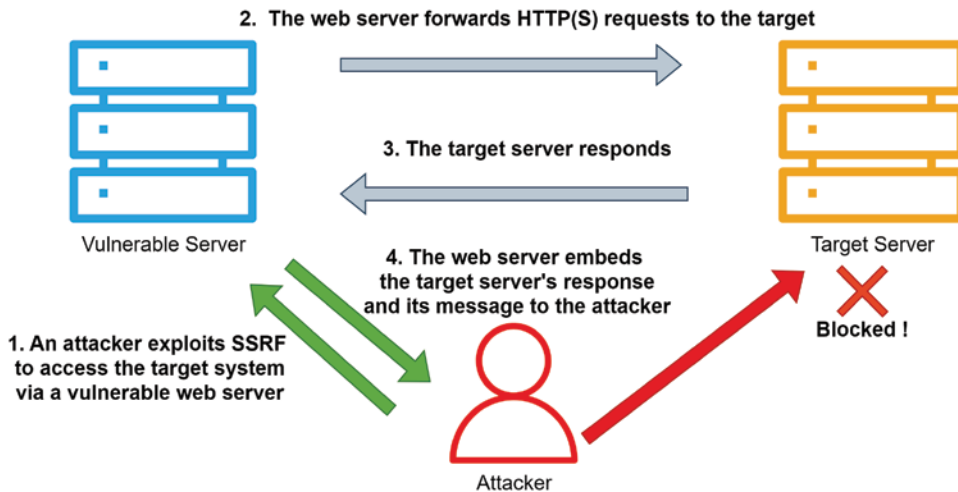 2.  The web server forwards HTTP(S) requests to the target
3. The target server responds
Vulnerable Server
Target Server
4. The web server embeds
the target server's response
and its message to the attacker
Blocked !
1. An attacker exploits SSRF
to access the target system
via a vulnerable web server
Attacker